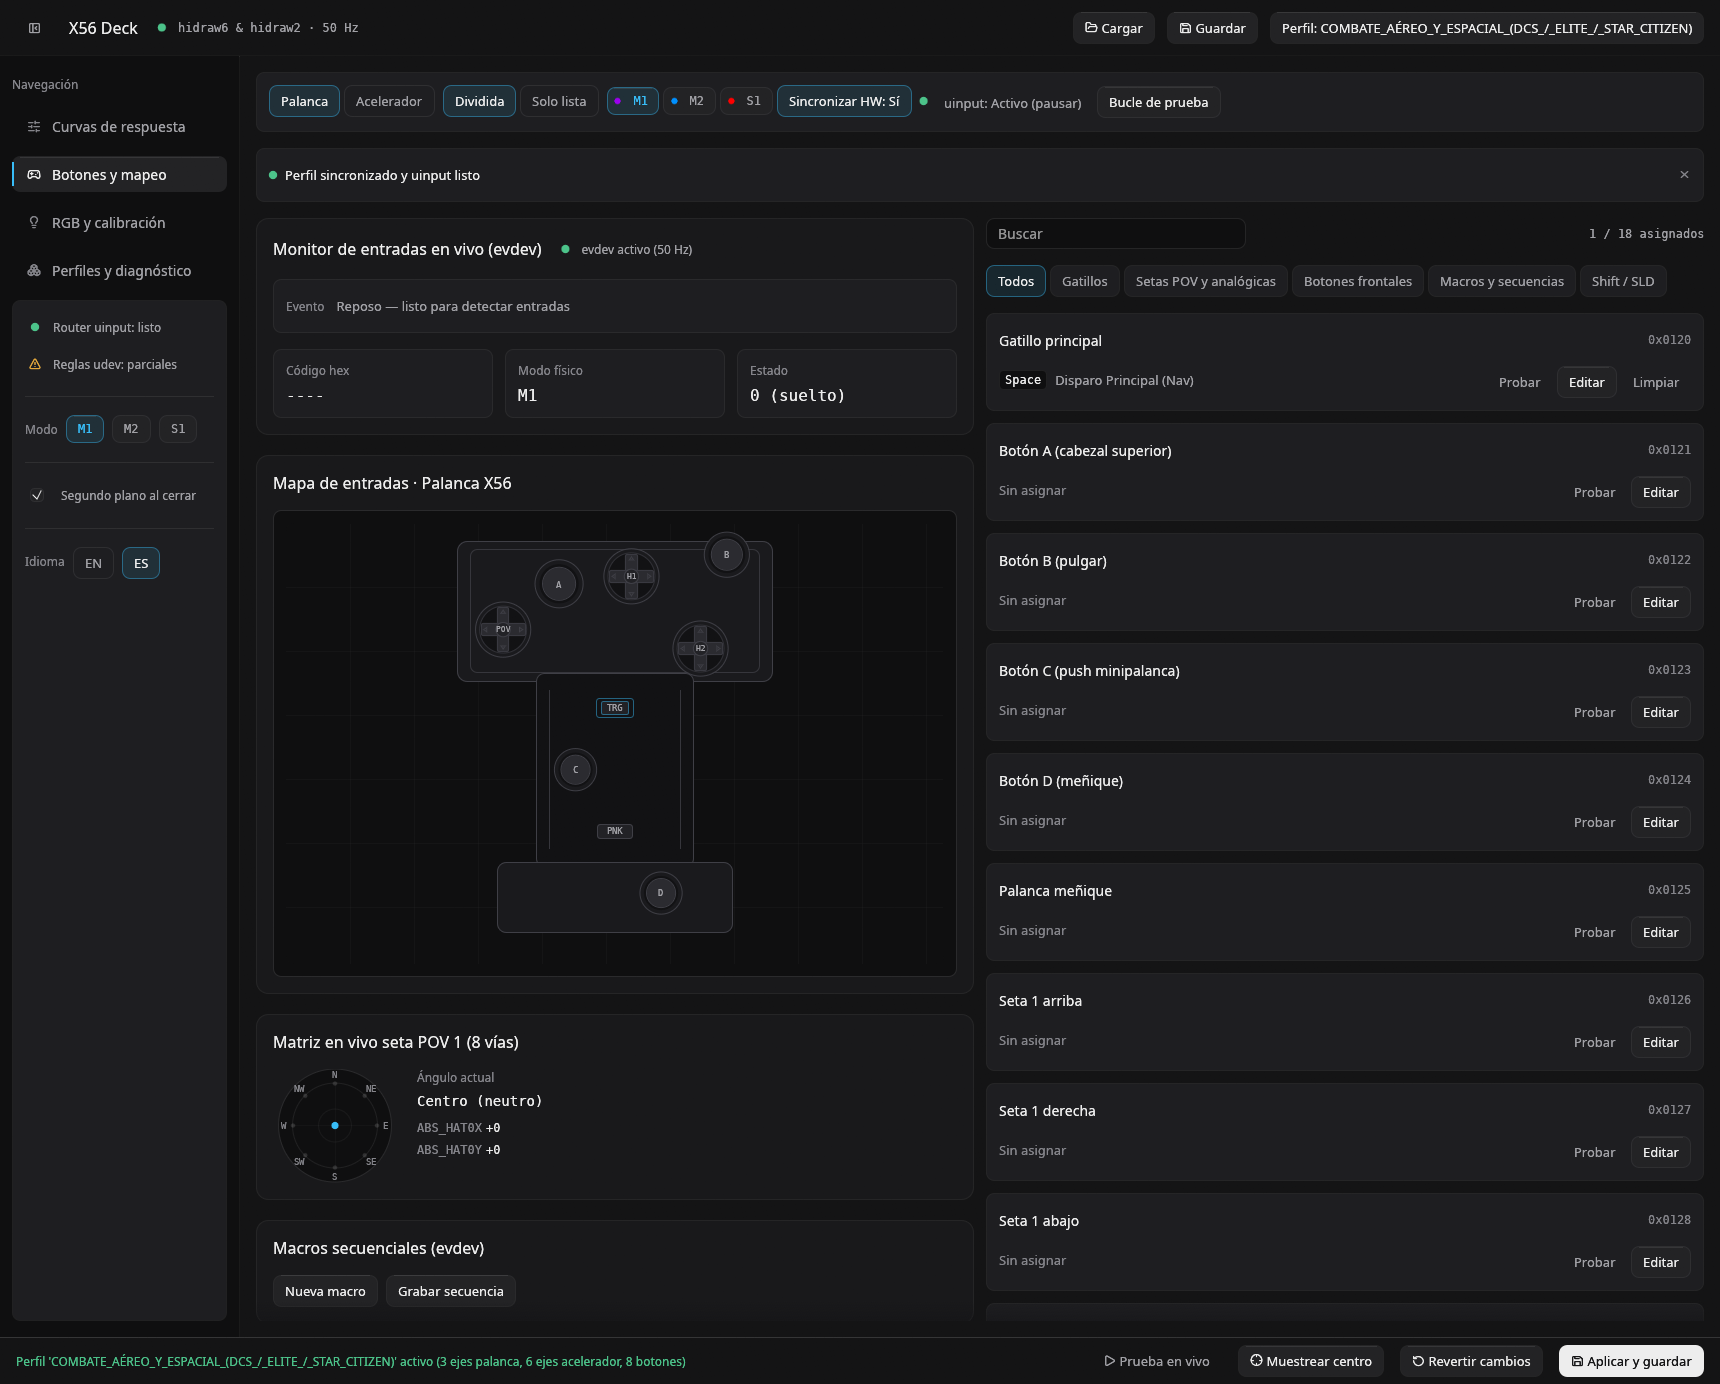 X56 Deck
hidraw6 & hidraw2 · 50 Hz
Cargar
Guardar
Perfil: COMBATE_AÉREO_Y_ESPACIAL_(DCS_/_ELITE_/_STAR_CITIZEN)
Navegación
Curvas de respuesta
Botones y mapeo
RGB y calibración
Perfiles y diagnóstico
Router uinput: listo
Reglas udev: parciales
Modo M1 M2 S1
Segundo plano al cerrar
Idioma EN ES
Palanca Acelerador Dividida Solo lista M1 M2 S1 Sincronizar HW: Sí uinput: Activo (pausar) Bucle de prueba
Perfil sincronizado y uinput listo ×
Monitor de entradas en vivo (evdev) evdev activo (50 Hz)
Evento Reposo — listo para detectar entradas
Código hex
----
Modo físico
M1
Estado
0 (suelto)
Mapa de entradas · Palanca X56
B
H1
A
POV
H2
TRG
C
PNK
D
Matriz en vivo seta POV 1 (8 vías)
N
NW NE
W E
SW SE
S
Ángulo actual
Centro (neutro)
ABS_HAT0X +0
ABS_HAT0Y +0
Macros secuenciales (evdev)
Nueva macro Grabar secuencia
Buscar
1 / 18 asignados
Todos Gatillos Setas POV y analógicas Botones frontales Macros y secuencias Shift / SLD
Gatillo principal 0x0120
Space Disparo Principal (Nav) Probar Editar Limpiar
Botón A (cabezal superior) 0x0121
Sin asignar Probar Editar
Botón B (pulgar) 0x0122
Sin asignar Probar Editar
Botón C (push minipalanca) 0x0123
Sin asignar Probar Editar
Botón D (meñique) 0x0124
Sin asignar Probar Editar
Palanca meñique 0x0125
Sin asignar Probar Editar
Seta 1 arriba 0x0126
Sin asignar Probar Editar
Seta 1 derecha 0x0127
Sin asignar Probar Editar
Seta 1 abajo 0x0128
Sin asignar Probar Editar
Perfil 'COMBATE_AÉREO_Y_ESPACIAL_(DCS_/_ELITE_/_STAR_CITIZEN)' activo (3 ejes palanca, 6 ejes acelerador, 8 botones)
Prueba en vivo
Muestrear centro
Revertir cambios
Aplicar y guardar